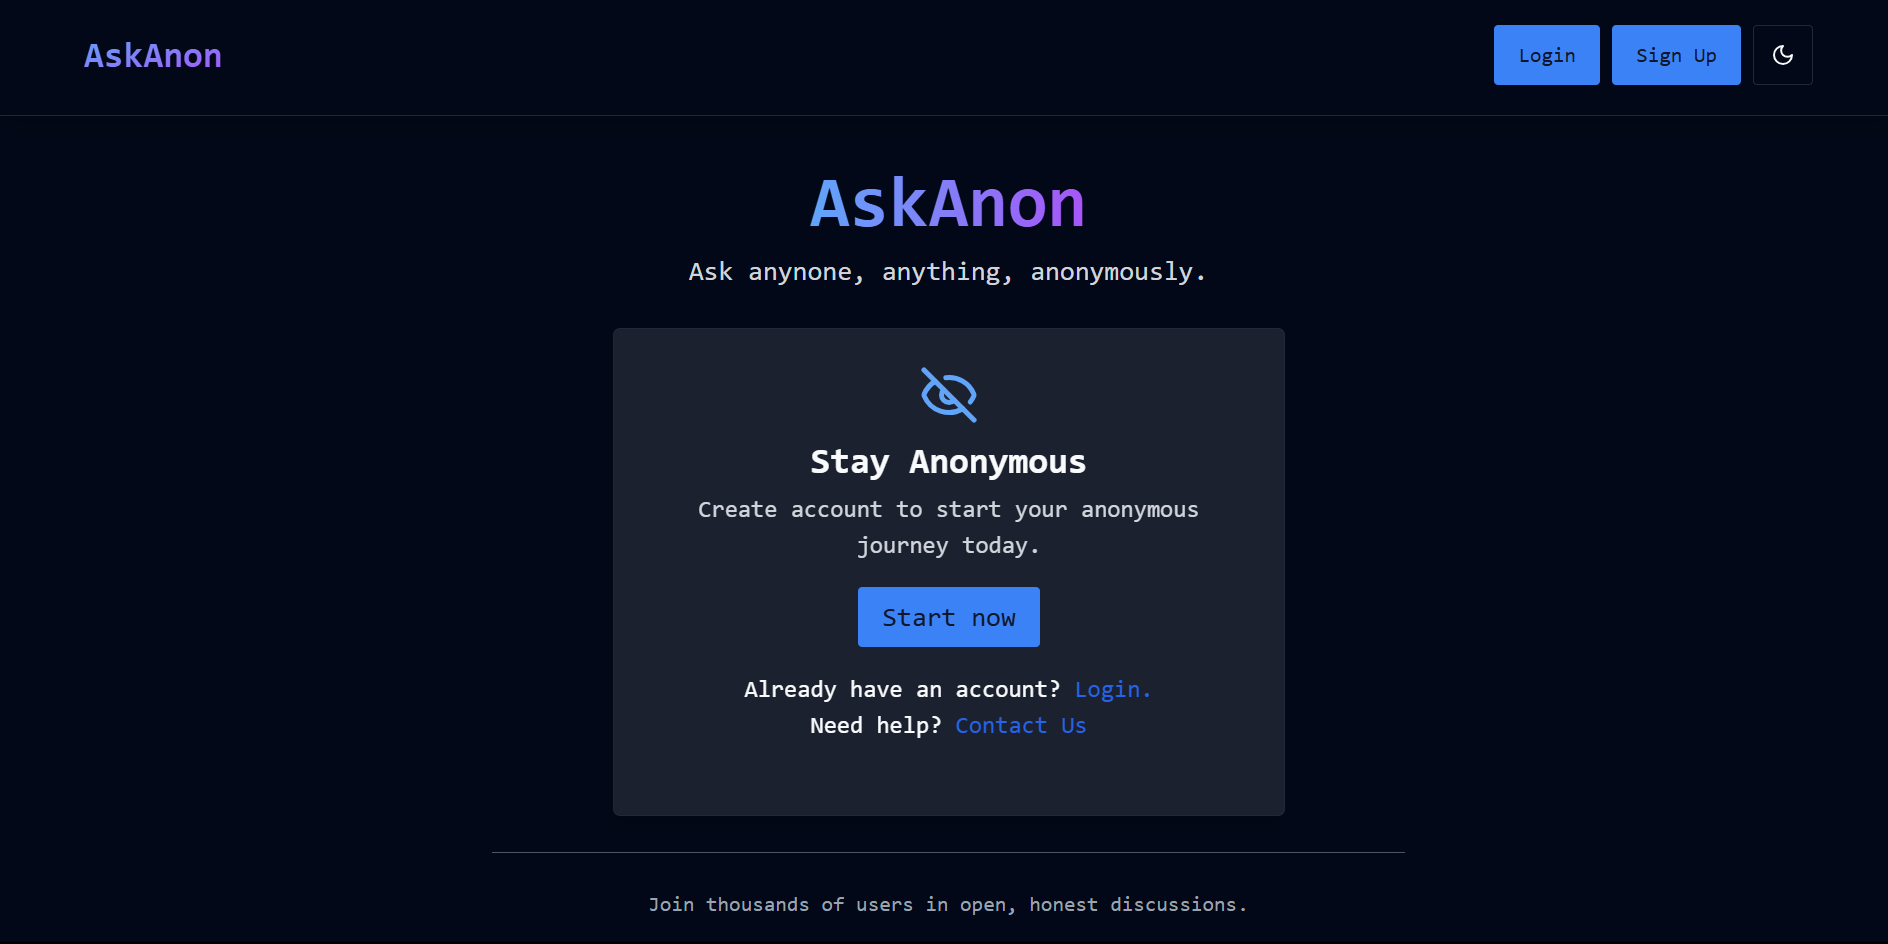 AskAnon
Login
Sign Up
AskAnon
Ask anynone, anything, anonymously.
Stay Anonymous
Create account to start your anonymous
journey today.
Start now
Already have an account? Login.
Need help? Contact Us
Join thousands of users in open, honest discussions.